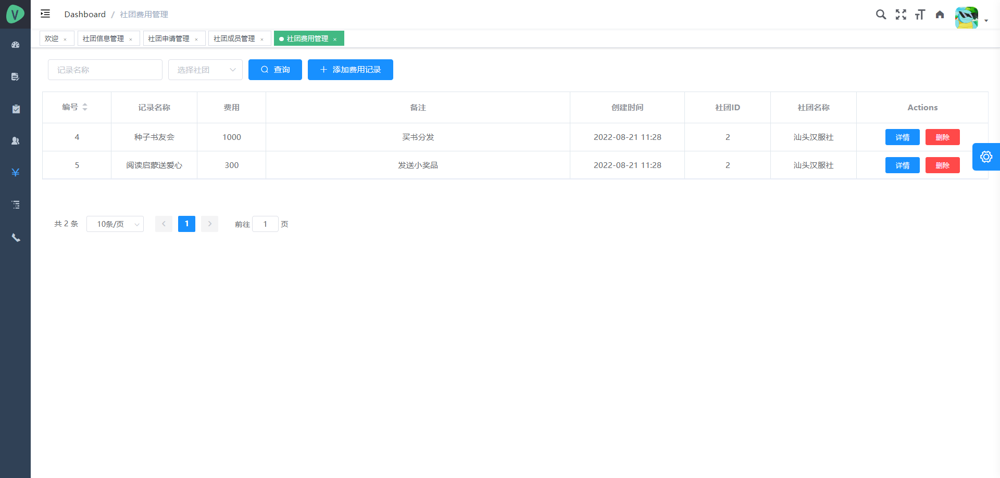 V
Dashboard / 社团费用管理
欢迎 × 社团信息管理 × 社团申请管理 × 社团成员管理 × 社团费用管理 ×
记录名称 选择社团 查询 添加费用记录
编号 记录名称 费用 备注 创建时间 社团ID 社团名称 Actions
4 种子书友会 1000 买书分发 2022-08-21 11:28 2 汕头汉服社 详情 删除
5 阅读启蒙送爱心 300 发送小奖品 2022-08-21 11:28 2 汕头汉服社 详情 删除
共 2 条 10条/页 1 前往 1 页